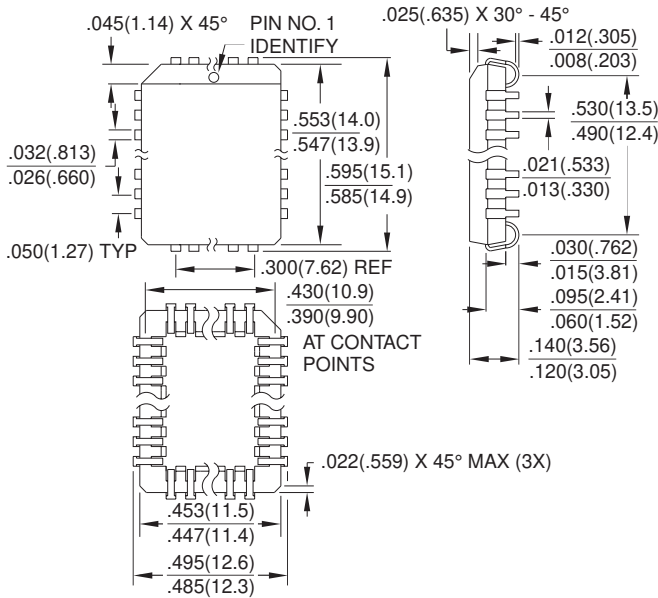 .045(1.14) X 45°
PIN NO. 1
IDENTIFY
.025(.635) X 30° - 45°
.012(.305)
.008(.203)
.553(14.0)
.547(13.9)
.530(13.5)
.490(12.4)
.032(.813)
.026(.660)
.595(15.1)
.585(14.9)
.021(.533)
.013(.330)
.050(1.27) TYP
.300(7.62) REF
.030(.762)
.015(3.81)
.430(10.9)
.390(9.90)
AT CONTACT
POINTS
.095(2.41)
.060(1.52)
.140(3.56)
.120(3.05)
.022(.559) X 45° MAX (3X)
.453(11.5)
.447(11.4)
.495(12.6)
.485(12.3)